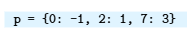 p = {0: -1, 2: 1, 7: 3}